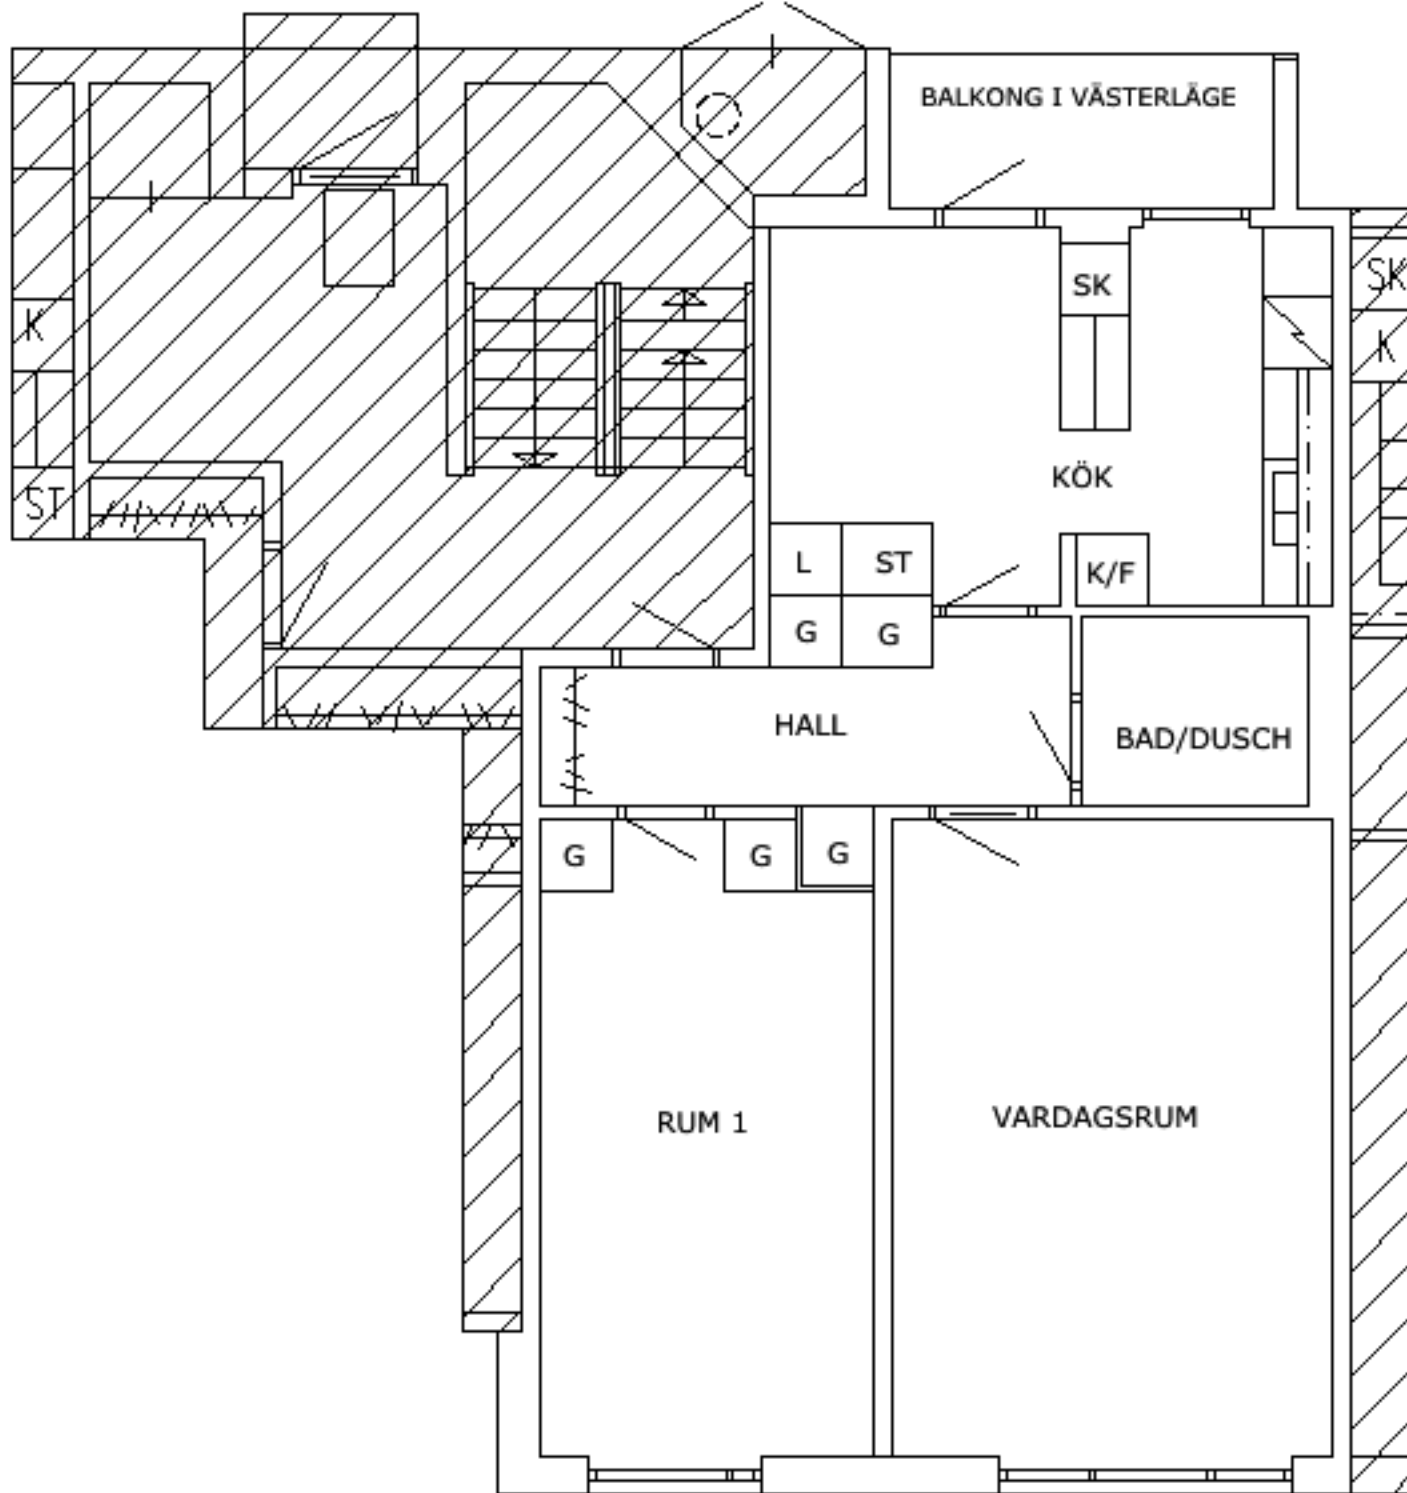 BALKONG I VÄSTERLÄGE
SK
SK
K
K
KÖK
ST
L
ST
K/F
G
G
HALL
BAD/DUSCH
G
G
G
RUM 1
VARDAGSRUM